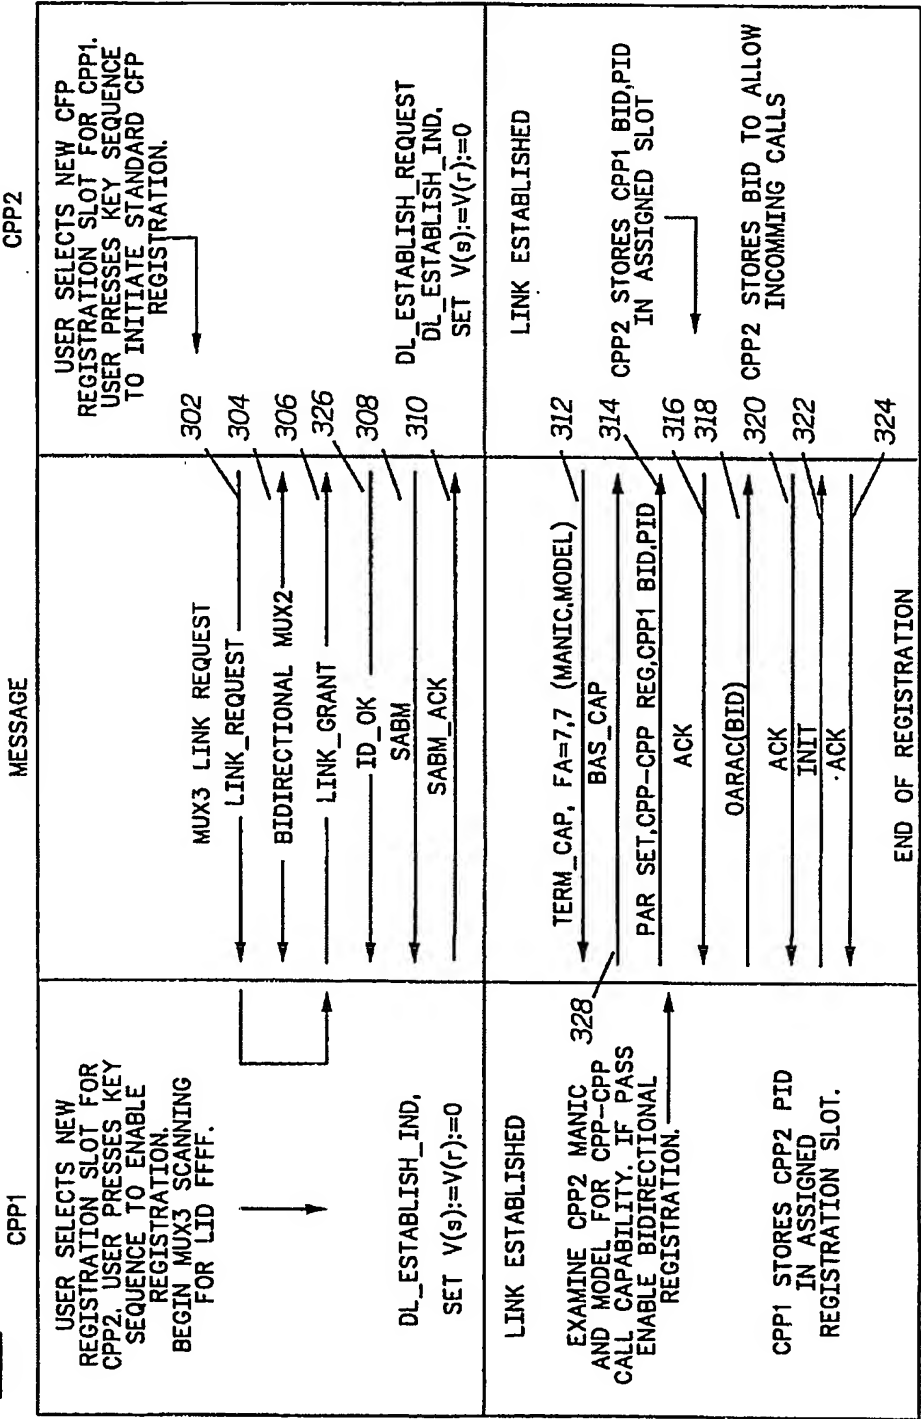 CPP1
MESSAGE
CPP2
USER SELECTS NEW
REGISTRATION SLOT FOR
CPP2. USER PRESSES KEY
SEQUENCE TO ENABLE
REGISTRATION.
BEGIN MUX3 SCANNING
FOR LID FFFF.
DL_ESTABLISH_IND,
SET V(s):=V(r):=0
MUX3 LINK REQUEST
LINK_REQUEST
BIDIRECTIONAL MUX2
LINK_GRANT
ID_OK
SABM
SABM_ACK
302
304
306
326
308
310
USER SELECTS NEW CFP
REGISTRATION SLOT FOR CPP1.
USER PRESSES KEY SEQUENCE
TO INITIATE STANDARD CFP
REGISTRATION.
DL_ESTABLISH_REQUEST
DL_ESTABLISH_IND,
SET V(s):=V(r):=0
LINK ESTABLISHED
EXAMINE CPP2 MANIC
AND MODEL FOR CPP-CPP
CALL CAPABILITY. IF PASS
ENABLE BIDIRECTIONAL
REGISTRATION.
328
CPP1 STORES CPP2 PID
IN ASSIGNED
REGISTRATION SLOT.
TERM_CAP, FA=7,7 (MANIC,MODEL)
BAS_CAP
PAR SET,CPP-CPP REG,CPP1 BID,PID
ACK
OARAC(BID)
ACK
INIT
.ACK
END OF REGISTRATION
312
314
316
318
320
322
324
LINK ESTABLISHED
CPP2 STORES CPP1 BID,PID
IN ASSIGNED SLOT
CPP2 STORES BID TO ALLOW
INCOMMING CALLS